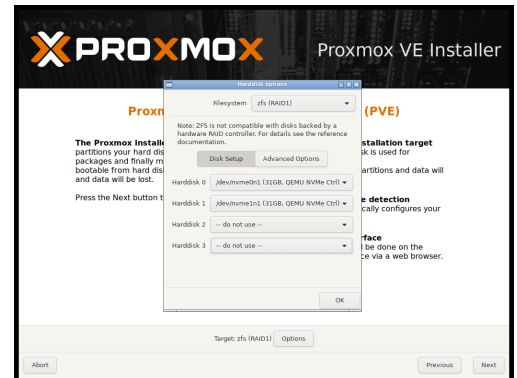 PROXMOX
Proxmox VE Installer
Harddisk options
Filesystem zfs (RAID1)
Proxm
(PVE)
Note: ZFS is not compatible with disks backed by a
hardware RAID controller. For details see the reference
documentation.
The Proxmox Installe
partitions your hard dis
packages and finally m
bootable from hard dis
and data will be lost.
Press the Next button t
stallation target
sk is used for
artitions and data will
e detection
cally configures your
rface
l be done on the
ce via a web browser.
Disk Setup
Advanced Options
Harddisk 0 /dev/nvme0n1 (31GB, QEMU NVMe Ctrl)
Harddisk 1 /dev/nvme1n1 (31GB, QEMU NVMe Ctrl)
Harddisk 2 -- do not use --
Harddisk 3 -- do not use --
OK
Target: zfs (RAID1) Options
Abort
Previous
Next